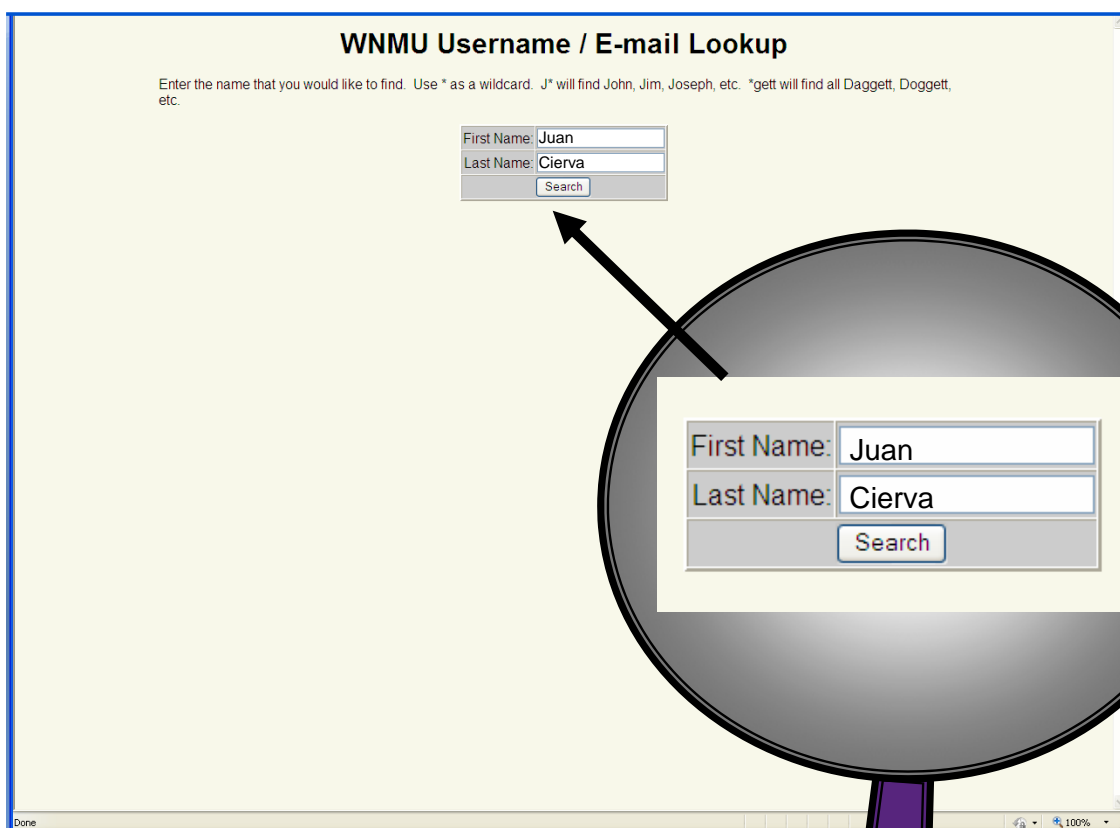 WNMU Username / E-mail Lookup
Enter the name that you would like to find. Use * as a wildcard. J* will find John, Jim, Joseph, etc. *gett will find all Daggett, Doggett,
etc.
First Name: Juan
Last Name: Cierva
Search
First Name: Juan
Last Name: Cierva
Search
Done
100%